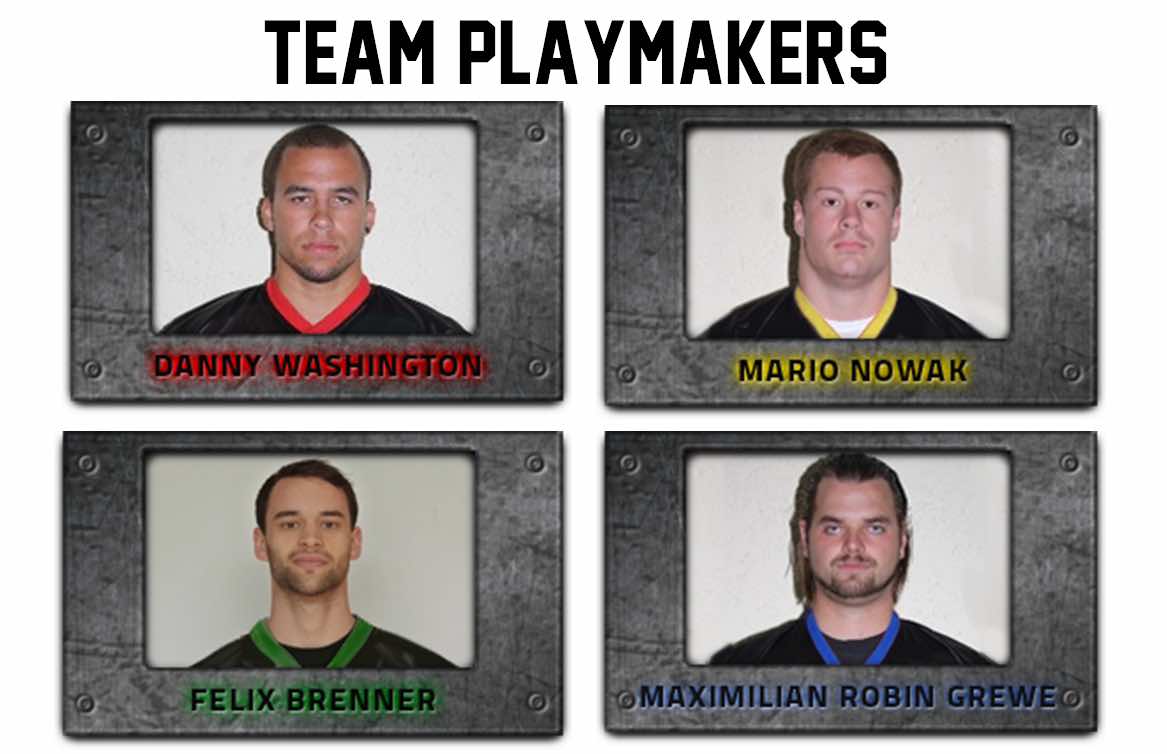 TEAM PLAYMAKERS
DANNY WASHINGTON
MARIO NOWAK
FELIX BRENNER
MAXIMILIAN ROBIN GREWE